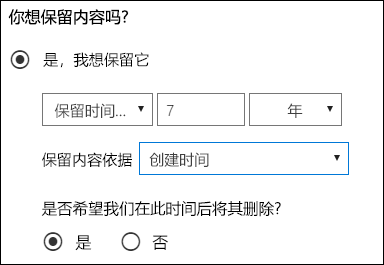 你想保留内容吗?
是，我想保留它
保留时间... 7 年
保留内容依据 创建时间
是否希望我们在此时间后将其删除?
是 否